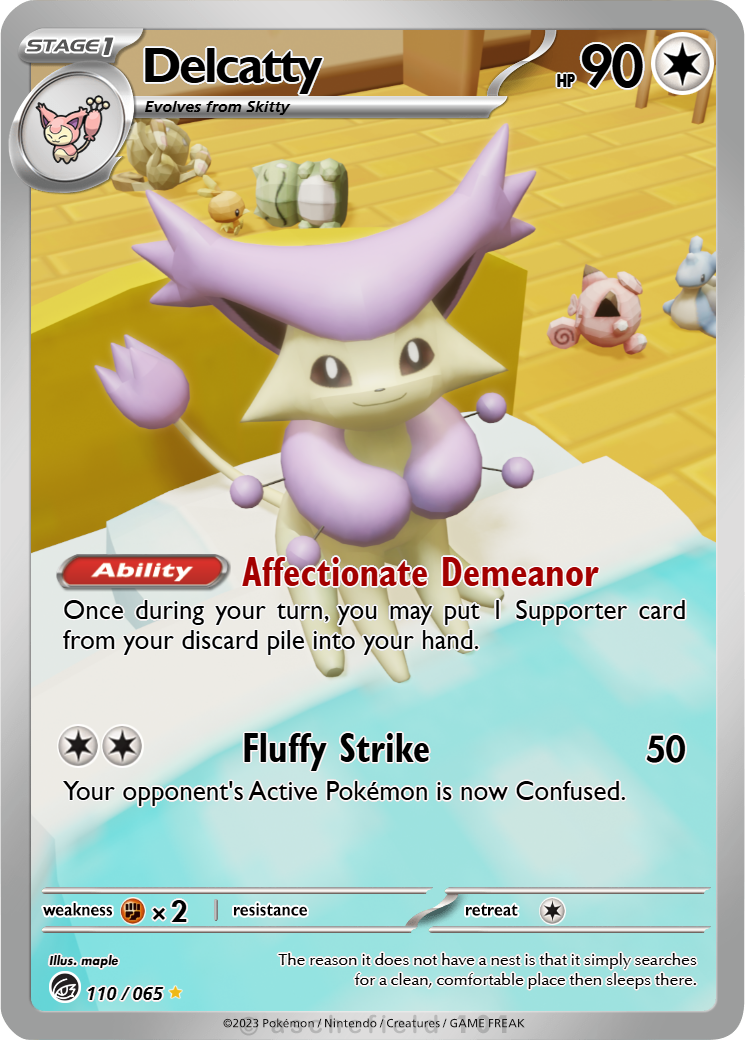 STAGE 1
Delcatty
HP 90
Evolves from Skitty
Ability Affectionate Demeanor
Once during your turn, you may put 1 Supporter card
from your discard pile into your hand.
Fluffy Strike 50
Your opponent's Active Pokémon is now Confused.
weakness × 2 resistance retreat
Illus. maple
110 / 065
The reason it does not have a nest is that it simply searches
for a clean, comfortable place then sleeps there.
©2023 Pokémon / Nintendo / Creatures / GAME FREAK